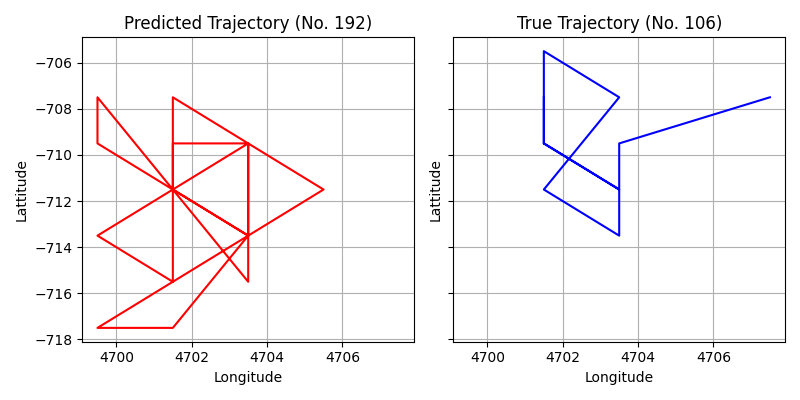 Predicted Trajectory (No. 192)
True Trajectory (No. 106)
Lattitude
−706
−708
−710
−712
−714
−716
−718
4700
4702
4704
4706
Longitude
Lattitude
4700
4702
4704
4706
Longitude